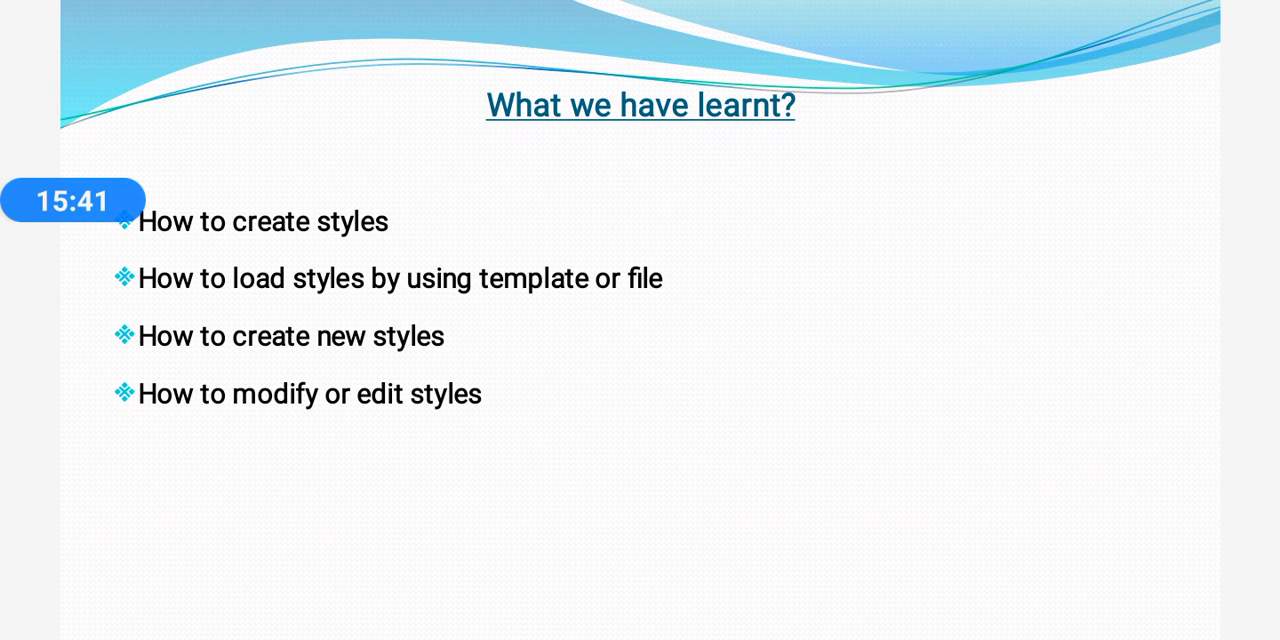 What we have learnt?
15:41
How to create styles
How to load styles by using template or file
How to create new styles
How to modify or edit styles